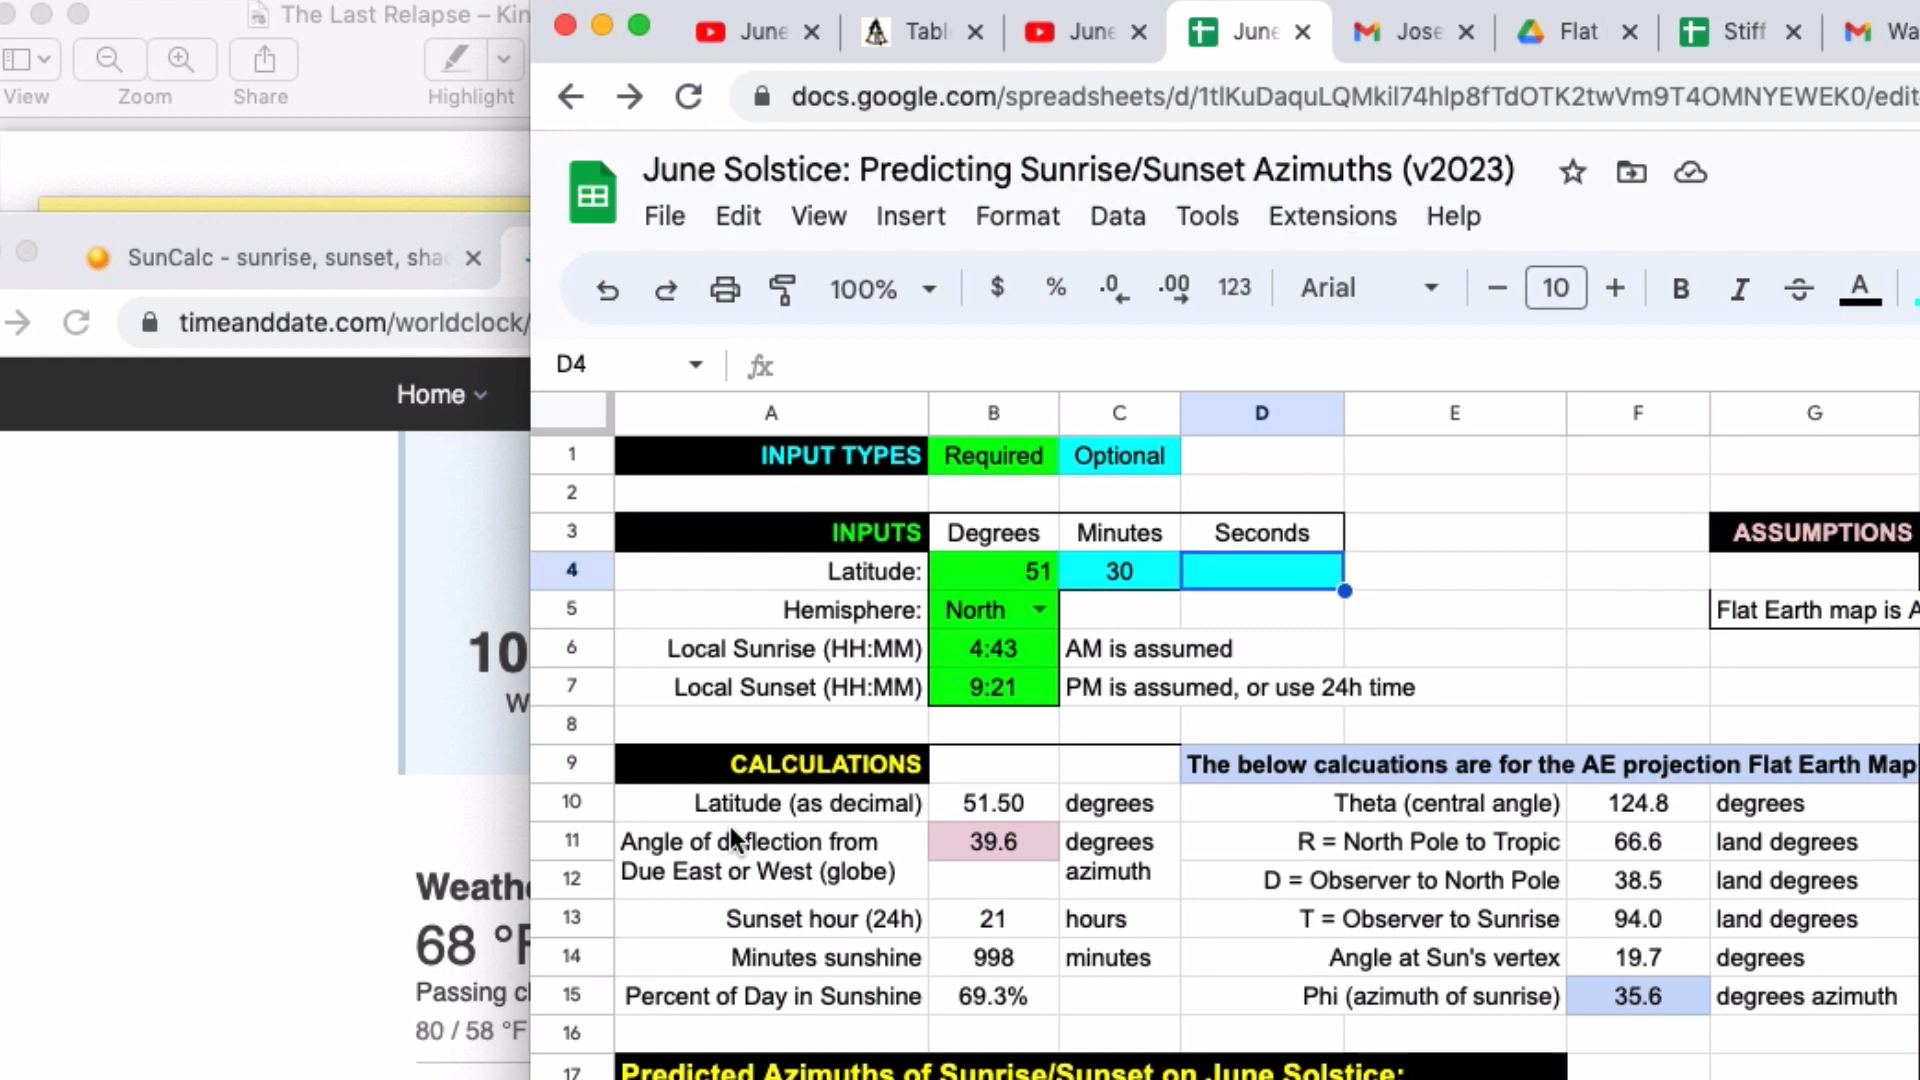 The Last Relapse – Kin
View
Zoom
Share
Highlight
SunCalc - sunrise, sunset, sha
timeanddate.com/worldclock/
Home
10
W
Weathe
68 °F
Passing cl
80 / 58 °F
June
Tabl
June
June
Jose
Flat
Stiff
Wa
docs.google.com/spreadsheets/d/1tlKuDaquLQMkil74hlp8fTdOTK2twVm9T4OMNYEWEK0/edit
June Solstice: Predicting Sunrise/Sunset Azimuths (v2023)
File Edit View Insert Format Data Tools Extensions Help
100% $ % .0 .00 123 Arial 10 B I S A
D4 fx
A B C D E F G
1 INPUT TYPES Required Optional
2
3 INPUTS Degrees Minutes Seconds ASSUMPTIONS
4 Latitude: 51 30
5 Hemisphere: North Flat Earth map is A
6 Local Sunrise (HH:MM) 4:43 AM is assumed
7 Local Sunset (HH:MM) 9:21 PM is assumed, or use 24h time
8
9 CALCULATIONS The below calcuations are for the AE projection Flat Earth Map
10 Latitude (as decimal) 51.50 degrees Theta (central angle) 124.8 degrees
11 Angle of deflection from 39.6 degrees R = North Pole to Tropic 66.6 land degrees
12 Due East or West (globe) azimuth D = Observer to North Pole 38.5 land degrees
13 Sunset hour (24h) 21 hours T = Observer to Sunrise 94.0 land degrees
14 Minutes sunshine 998 minutes Angle at Sun's vertex 19.7 degrees
15 Percent of Day in Sunshine 69.3% Phi (azimuth of sunrise) 35.6 degrees azimuth
16
17 Predicted Azimuths of Sunrise/Sunset on June Solstice: